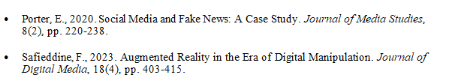 • Porter, E., 2020. Social Media and Fake News: A Case Study. Journal of Media Studies,
8(2), pp. 220-238.
• Safieddine, F., 2023. Augmented Reality in the Era of Digital Manipulation. Journal of
Digital Media, 18(4), pp. 403-415.